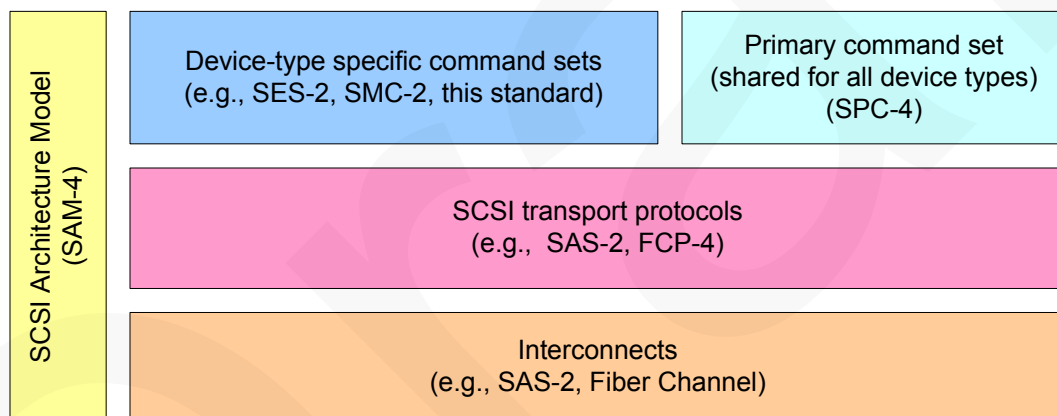 SCSI Architecture Model
(SAM-4)
Device-type specific command sets
(e.g., SES-2, SMC-2, this standard)
Primary command set
(shared for all device types)
(SPC-4)
SCSI transport protocols
(e.g., SAS-2, FCP-4)
Interconnects
(e.g., SAS-2, Fiber Channel)